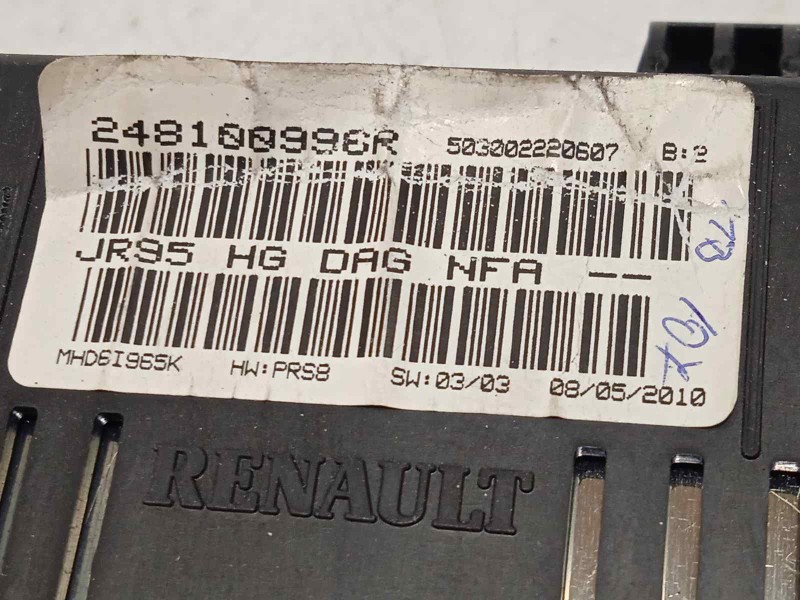 248100996R 503002220607 B:2
JR95 HG DAG NFA --
MHD6I965K HW:PRS8 SW:03/03 08/05/2010
RENAULT